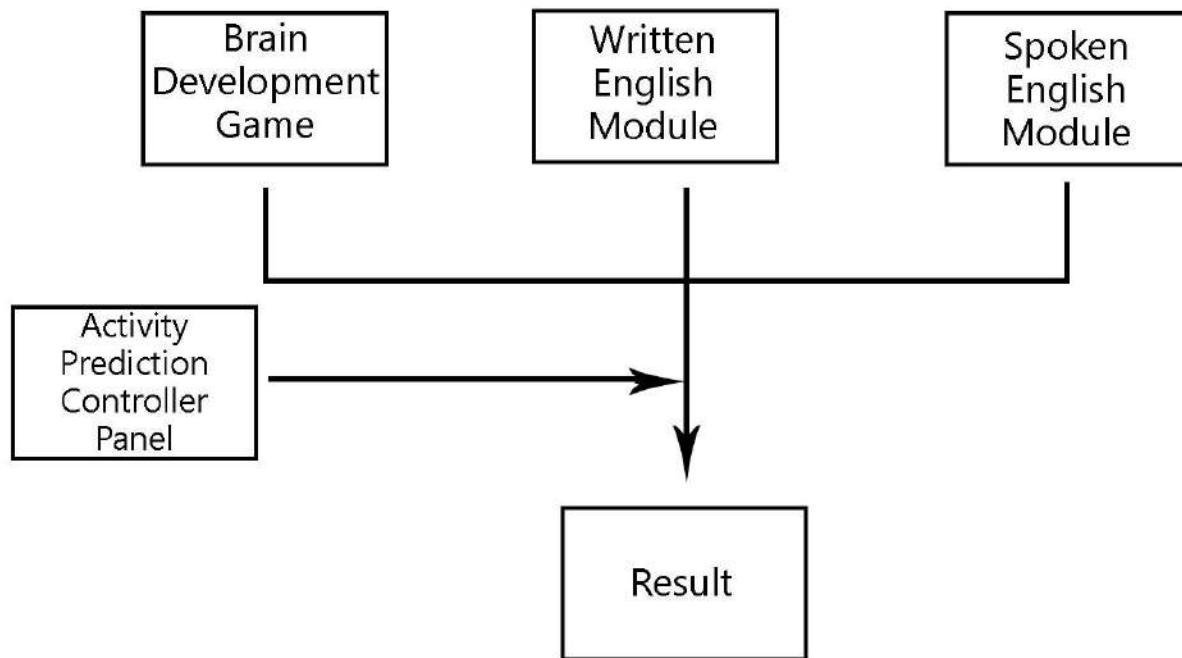 Brain
Development
Game
Written
English
Module
Spoken
English
Module
Activity
Prediction
Controller
Panel
Result